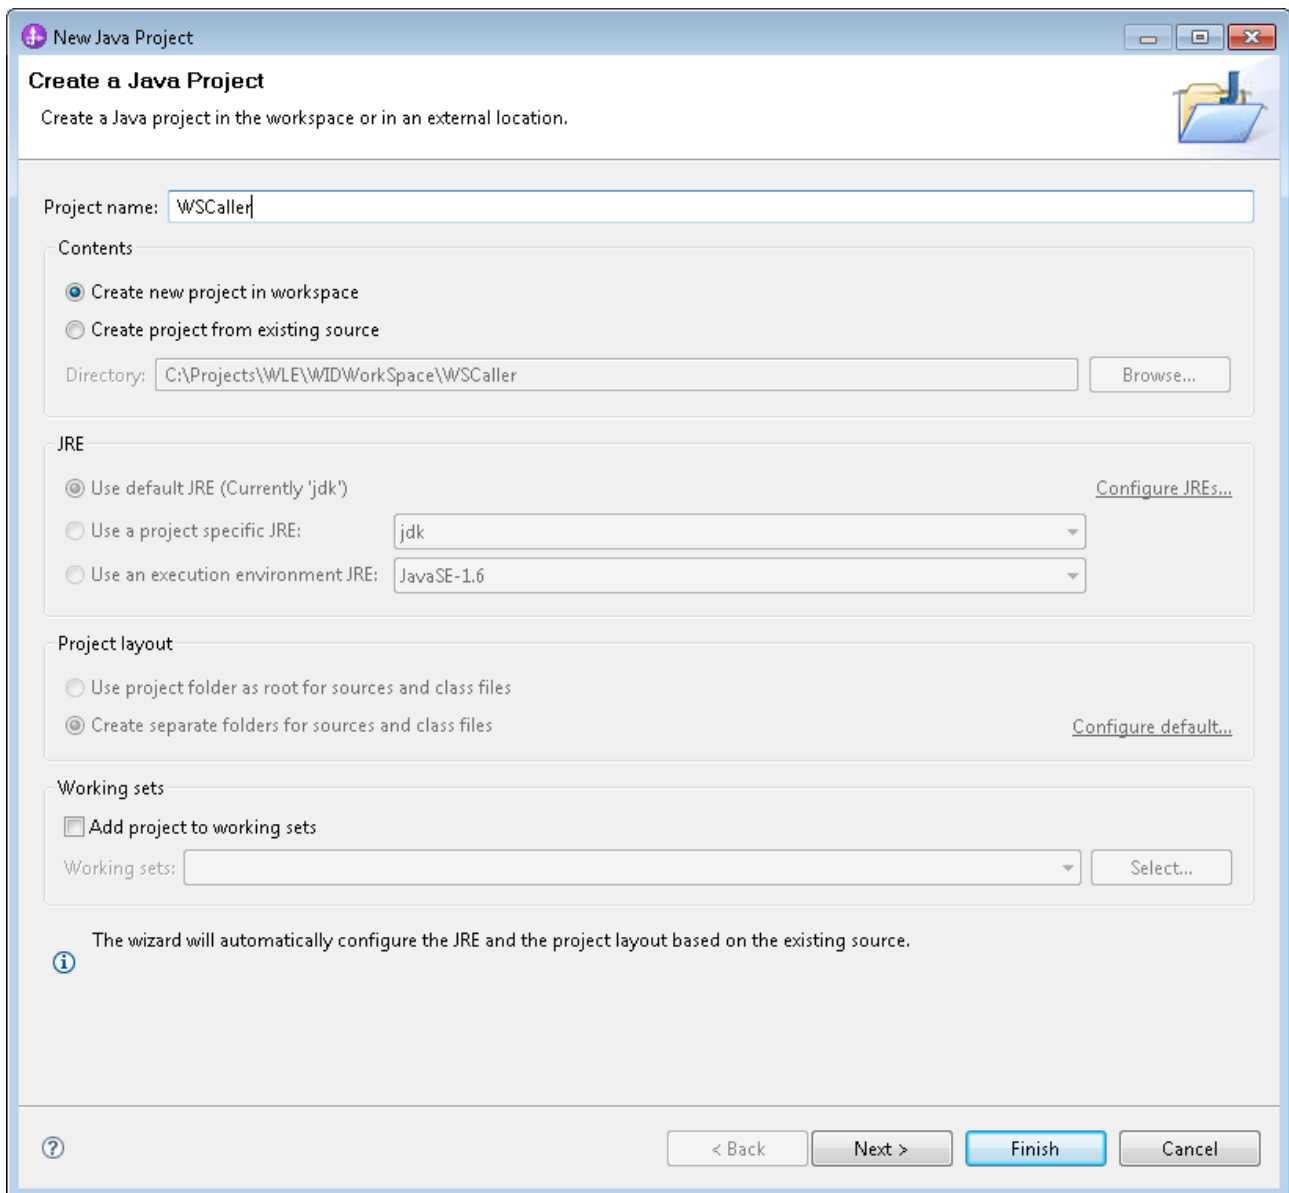 New Java Project
Create a Java Project
Create a Java project in the workspace or in an external location.
Project name: WSCaller
Contents
Create new project in workspace
Create project from existing source
Directory: C:\Projects\WLE\WIDWorkSpace\WSCaller Browse...
JRE
Use default JRE (Currently 'jdk') Configure JREs...
Use a project specific JRE: jdk
Use an execution environment JRE: JavaSE-1.6
Project layout
Use project folder as root for sources and class files
Create separate folders for sources and class files Configure default...
Working sets
Add project to working sets
Working sets: Select...
The wizard will automatically configure the JRE and the project layout based on the existing source.
< Back Next > Finish Cancel